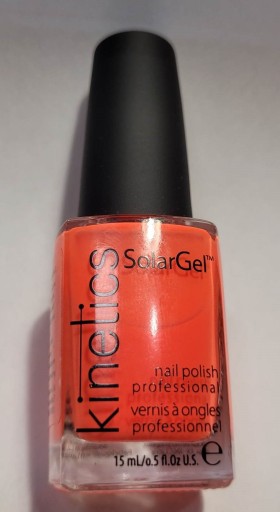 kinetics
SolarGel™
nail polish
professional
vernis à ongles
professionnel
15 mL/0.5 fl.Oz U.S. ℮